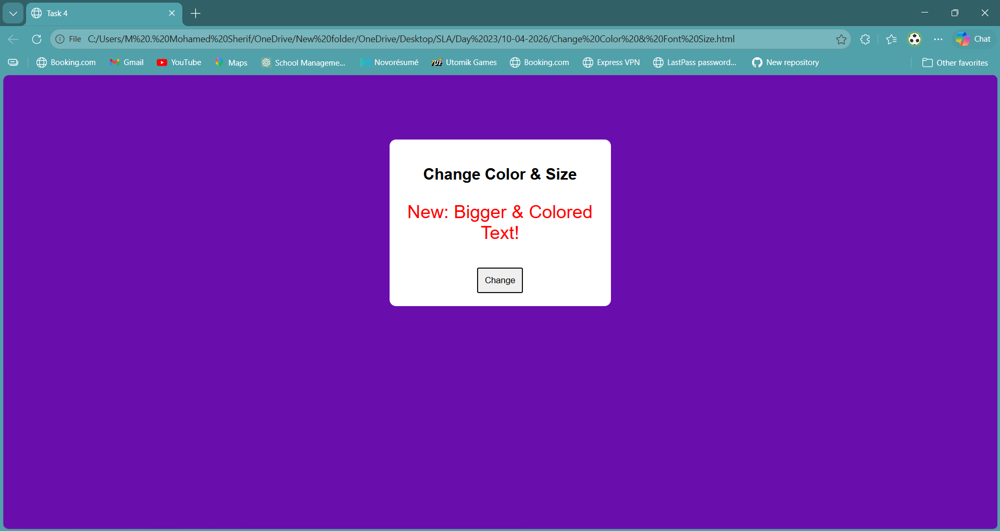 Task 4
File C:/Users/M%20.%20Mohamed%20Sherif/OneDrive/New%20folder/OneDrive/Desktop/SLA/Day%2023/10-04-2026/Change%20Color%20&%20Font%20Size.html
Chat
Booking.com Gmail YouTube Maps School Manageme... Novorésumé Utomik Games Booking.com Express VPN LastPass password... New repository Other favorites
Change Color & Size
New: Bigger & Colored
Text!
Change